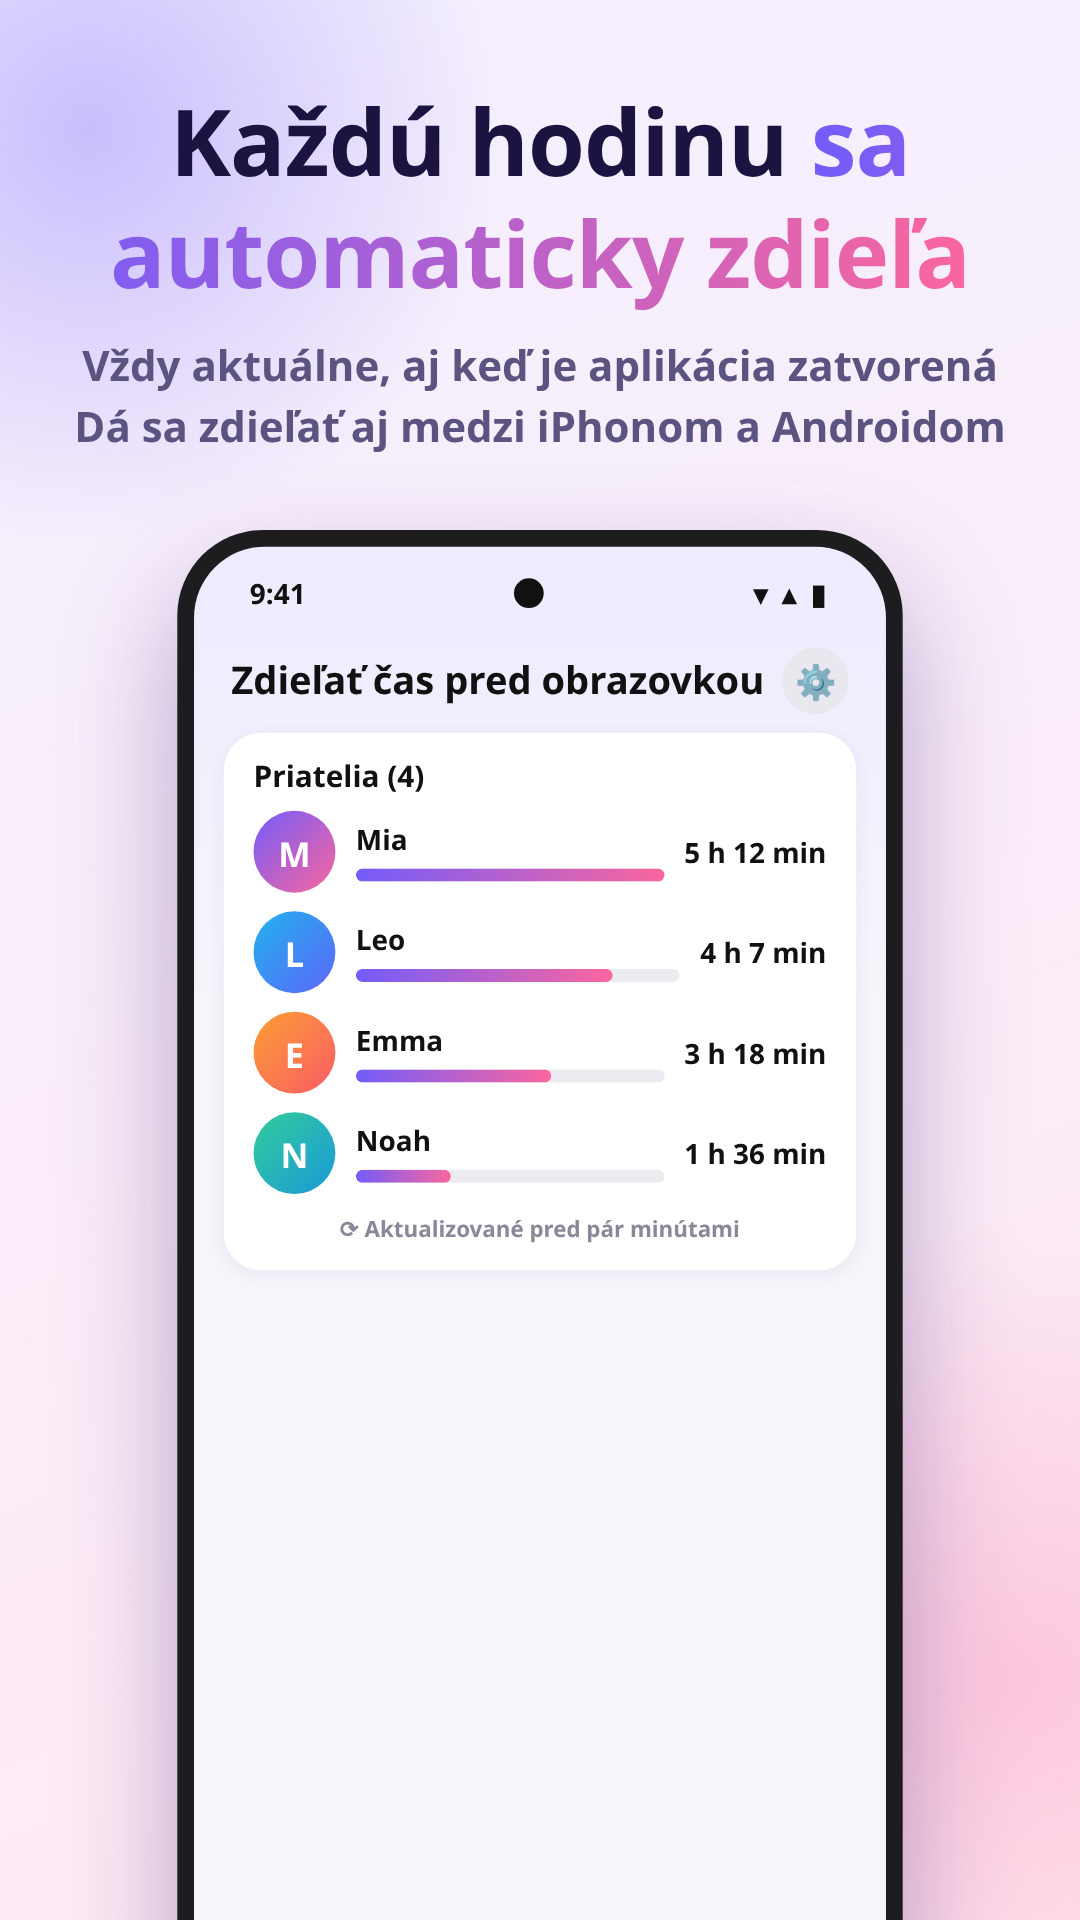 Každú hodinu sa
automaticky zdieľa
Vždy aktuálne, aj keď je aplikácia zatvorená
Dá sa zdieľať aj medzi iPhonom a Androidom
9:41
Zdieľať čas pred obrazovkou
Priatelia (4)
M
Mia
5 h 12 min
L
Leo
4 h 7 min
E
Emma
3 h 18 min
N
Noah
1 h 36 min
⟳ Aktualizované pred pár minútami